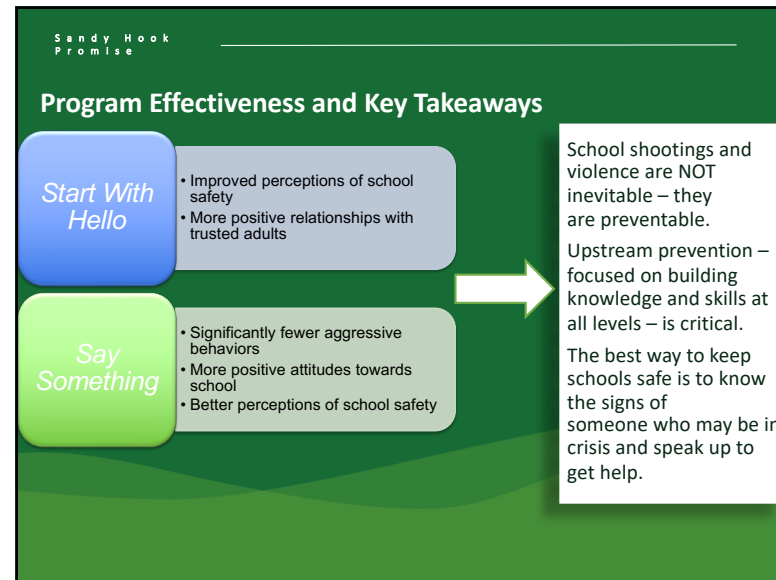 Sandy Hook
Promise
Program Effectiveness and Key Takeaways
Start With
Hello
• Improved perceptions of school
safety
• More positive relationships with
trusted adults
Say
Something
• Significantly fewer aggressive
behaviors
• More positive attitudes towards
school
• Better perceptions of school safety
School shootings and
violence are NOT
inevitable – they
are preventable.
Upstream prevention –
focused on building
knowledge and skills at
all levels – is critical.
The best way to keep
schools safe is to know
the signs of
someone who may be in
crisis and speak up to
get help.